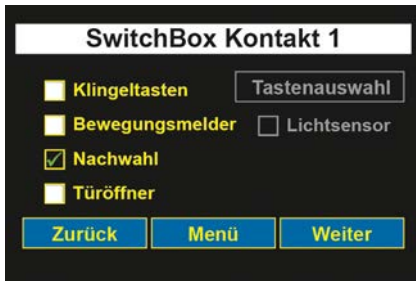 SwitchBox Kontakt 1
Klingeltasten Tastenauswahl
Bewegungsmelder Lichtsensor
Nachwahl
Türöffner
Zurück Menü Weiter